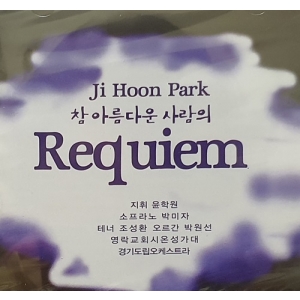 Ji Hoon Park
참 아름다운 사람의
Requiem
지휘 윤학원
소프라노 박미자
테너 조성환 오르간 박원선
영락교회시온성가대
경기도립오케스트라